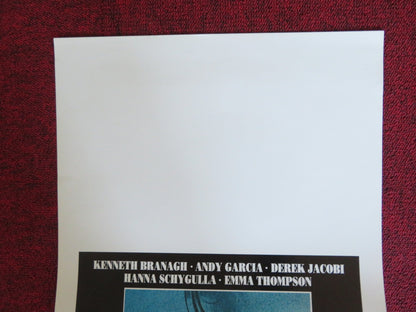 KENNETH BRANAGH · ANDY GARCIA · DEREK JACOBI
HANNA SCHYGULLA · EMMA THOMPSON